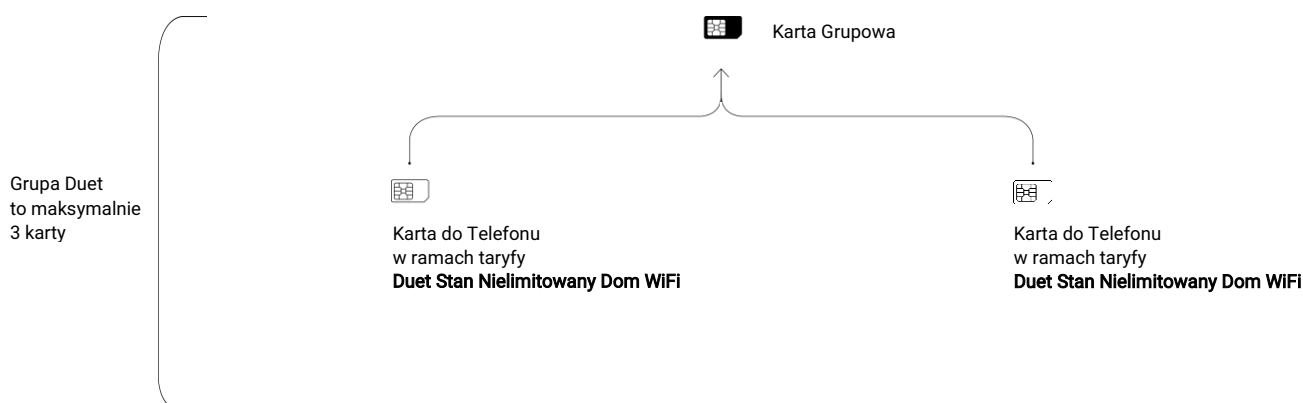 Karta Grupowa
Grupa Duet
to maksymalnie
3 karty
Karta do Telefonu
w ramach taryfy
Duet Stan Nielimitowany Dom WiFi
Karta do Telefonu
w ramach taryfy
Duet Stan Nielimitowany Dom WiFi